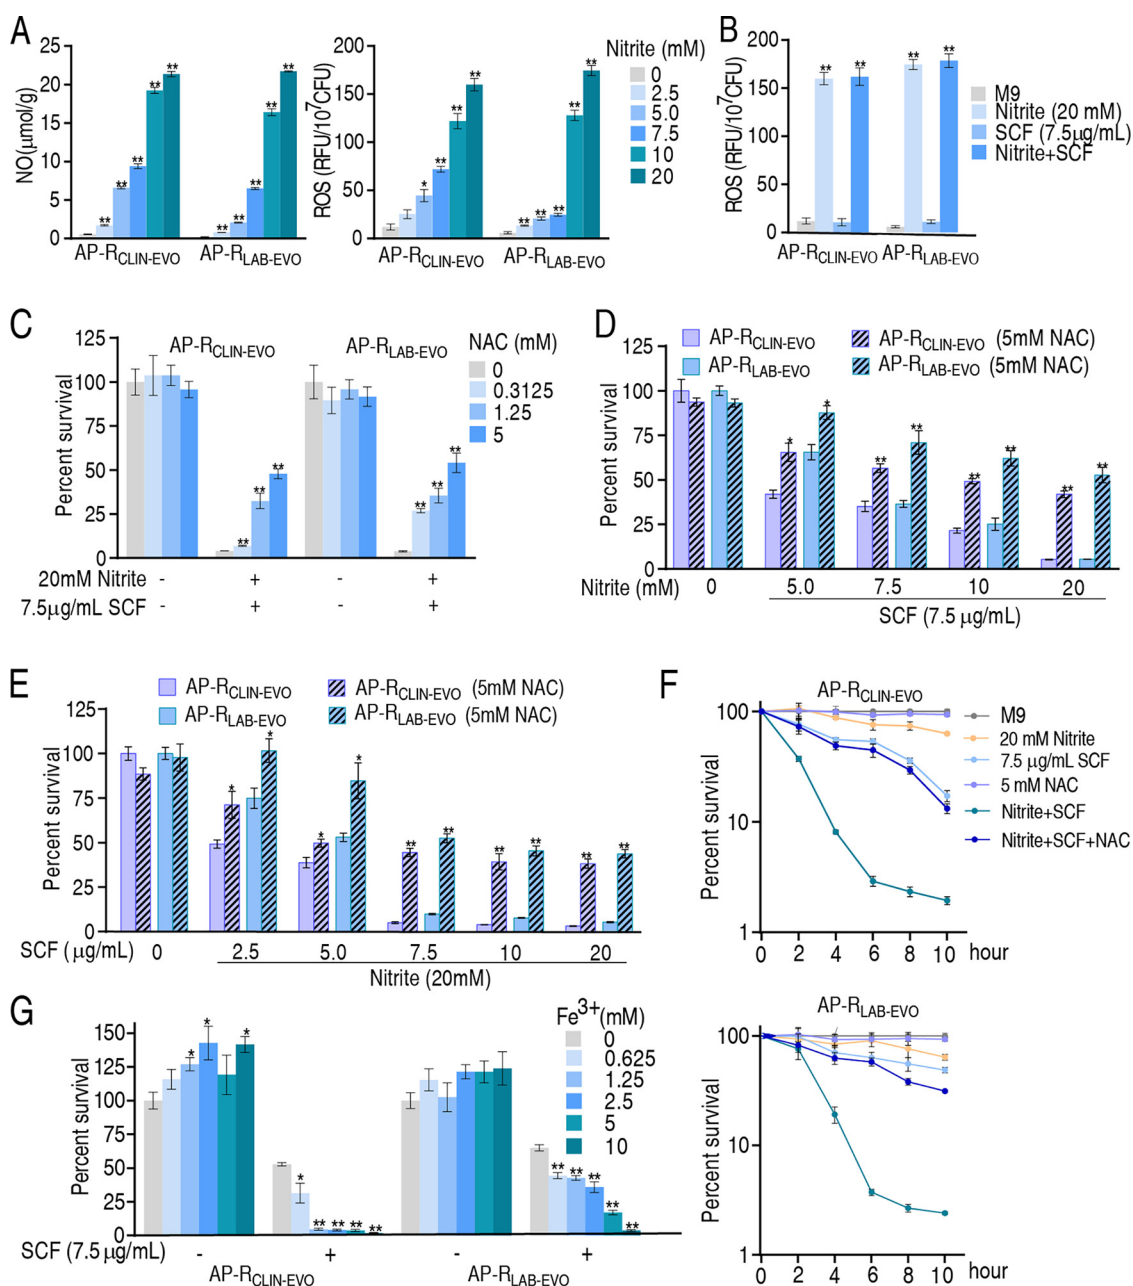 A
NO(μmol/g)
25
20
15
10
5
0
AP-RCLIN-EVO
AP-RLAB-EVO
ROS (RFU/10⁷CFU)
200
150
100
50
0
AP-RCLIN-EVO
AP-RLAB-EVO
Nitrite (mM)
0
2.5
5.0
7.5
10
20
B
ROS (RFU/10⁷CFU)
200
150
100
50
0
AP-RCLIN-EVO
AP-RLAB-EVO
M9
Nitrite (20 mM)
SCF (7.5μg/mL)
Nitrite+SCF
C
Percent survival
125
100
75
50
25
0
AP-RCLIN-EVO
AP-RLAB-EVO
NAC (mM)
0
0.3125
1.25
5
20mM Nitrite - + - +
7.5μg/mL SCF - + - +
D
AP-RCLIN-EVO
AP-RLAB-EVO
AP-RCLIN-EVO (5mM NAC)
AP-RLAB-EVO (5mM NAC)
Percent survival
125
100
75
50
25
0
Nitrite (mM) 0 5.0 7.5 10 20
SCF (7.5 μg/mL)
E
AP-RCLIN-EVO
AP-RLAB-EVO
AP-RCLIN-EVO (5mM NAC)
AP-RLAB-EVO (5mM NAC)
Percent survival
125
100
75
50
25
0
SCF (μg/mL) 0 2.5 5.0 7.5 10 20
Nitrite (20mM)
F
AP-RCLIN-EVO
Percent survival
100
10
1
0 2 4 6 8 10 hour
M9
20 mM Nitrite
7.5 μg/mL SCF
5 mM NAC
Nitrite+SCF
Nitrite+SCF+NAC
AP-RLAB-EVO
Percent survival
100
10
1
0 2 4 6 8 10 hour
G
Percent survival
150
125
100
75
50
25
0
Fe³⁺(mM)
0
0.625
1.25
2.5
5
10
SCF (7.5μg/mL) - + - +
AP-RCLIN-EVO
AP-RLAB-EVO